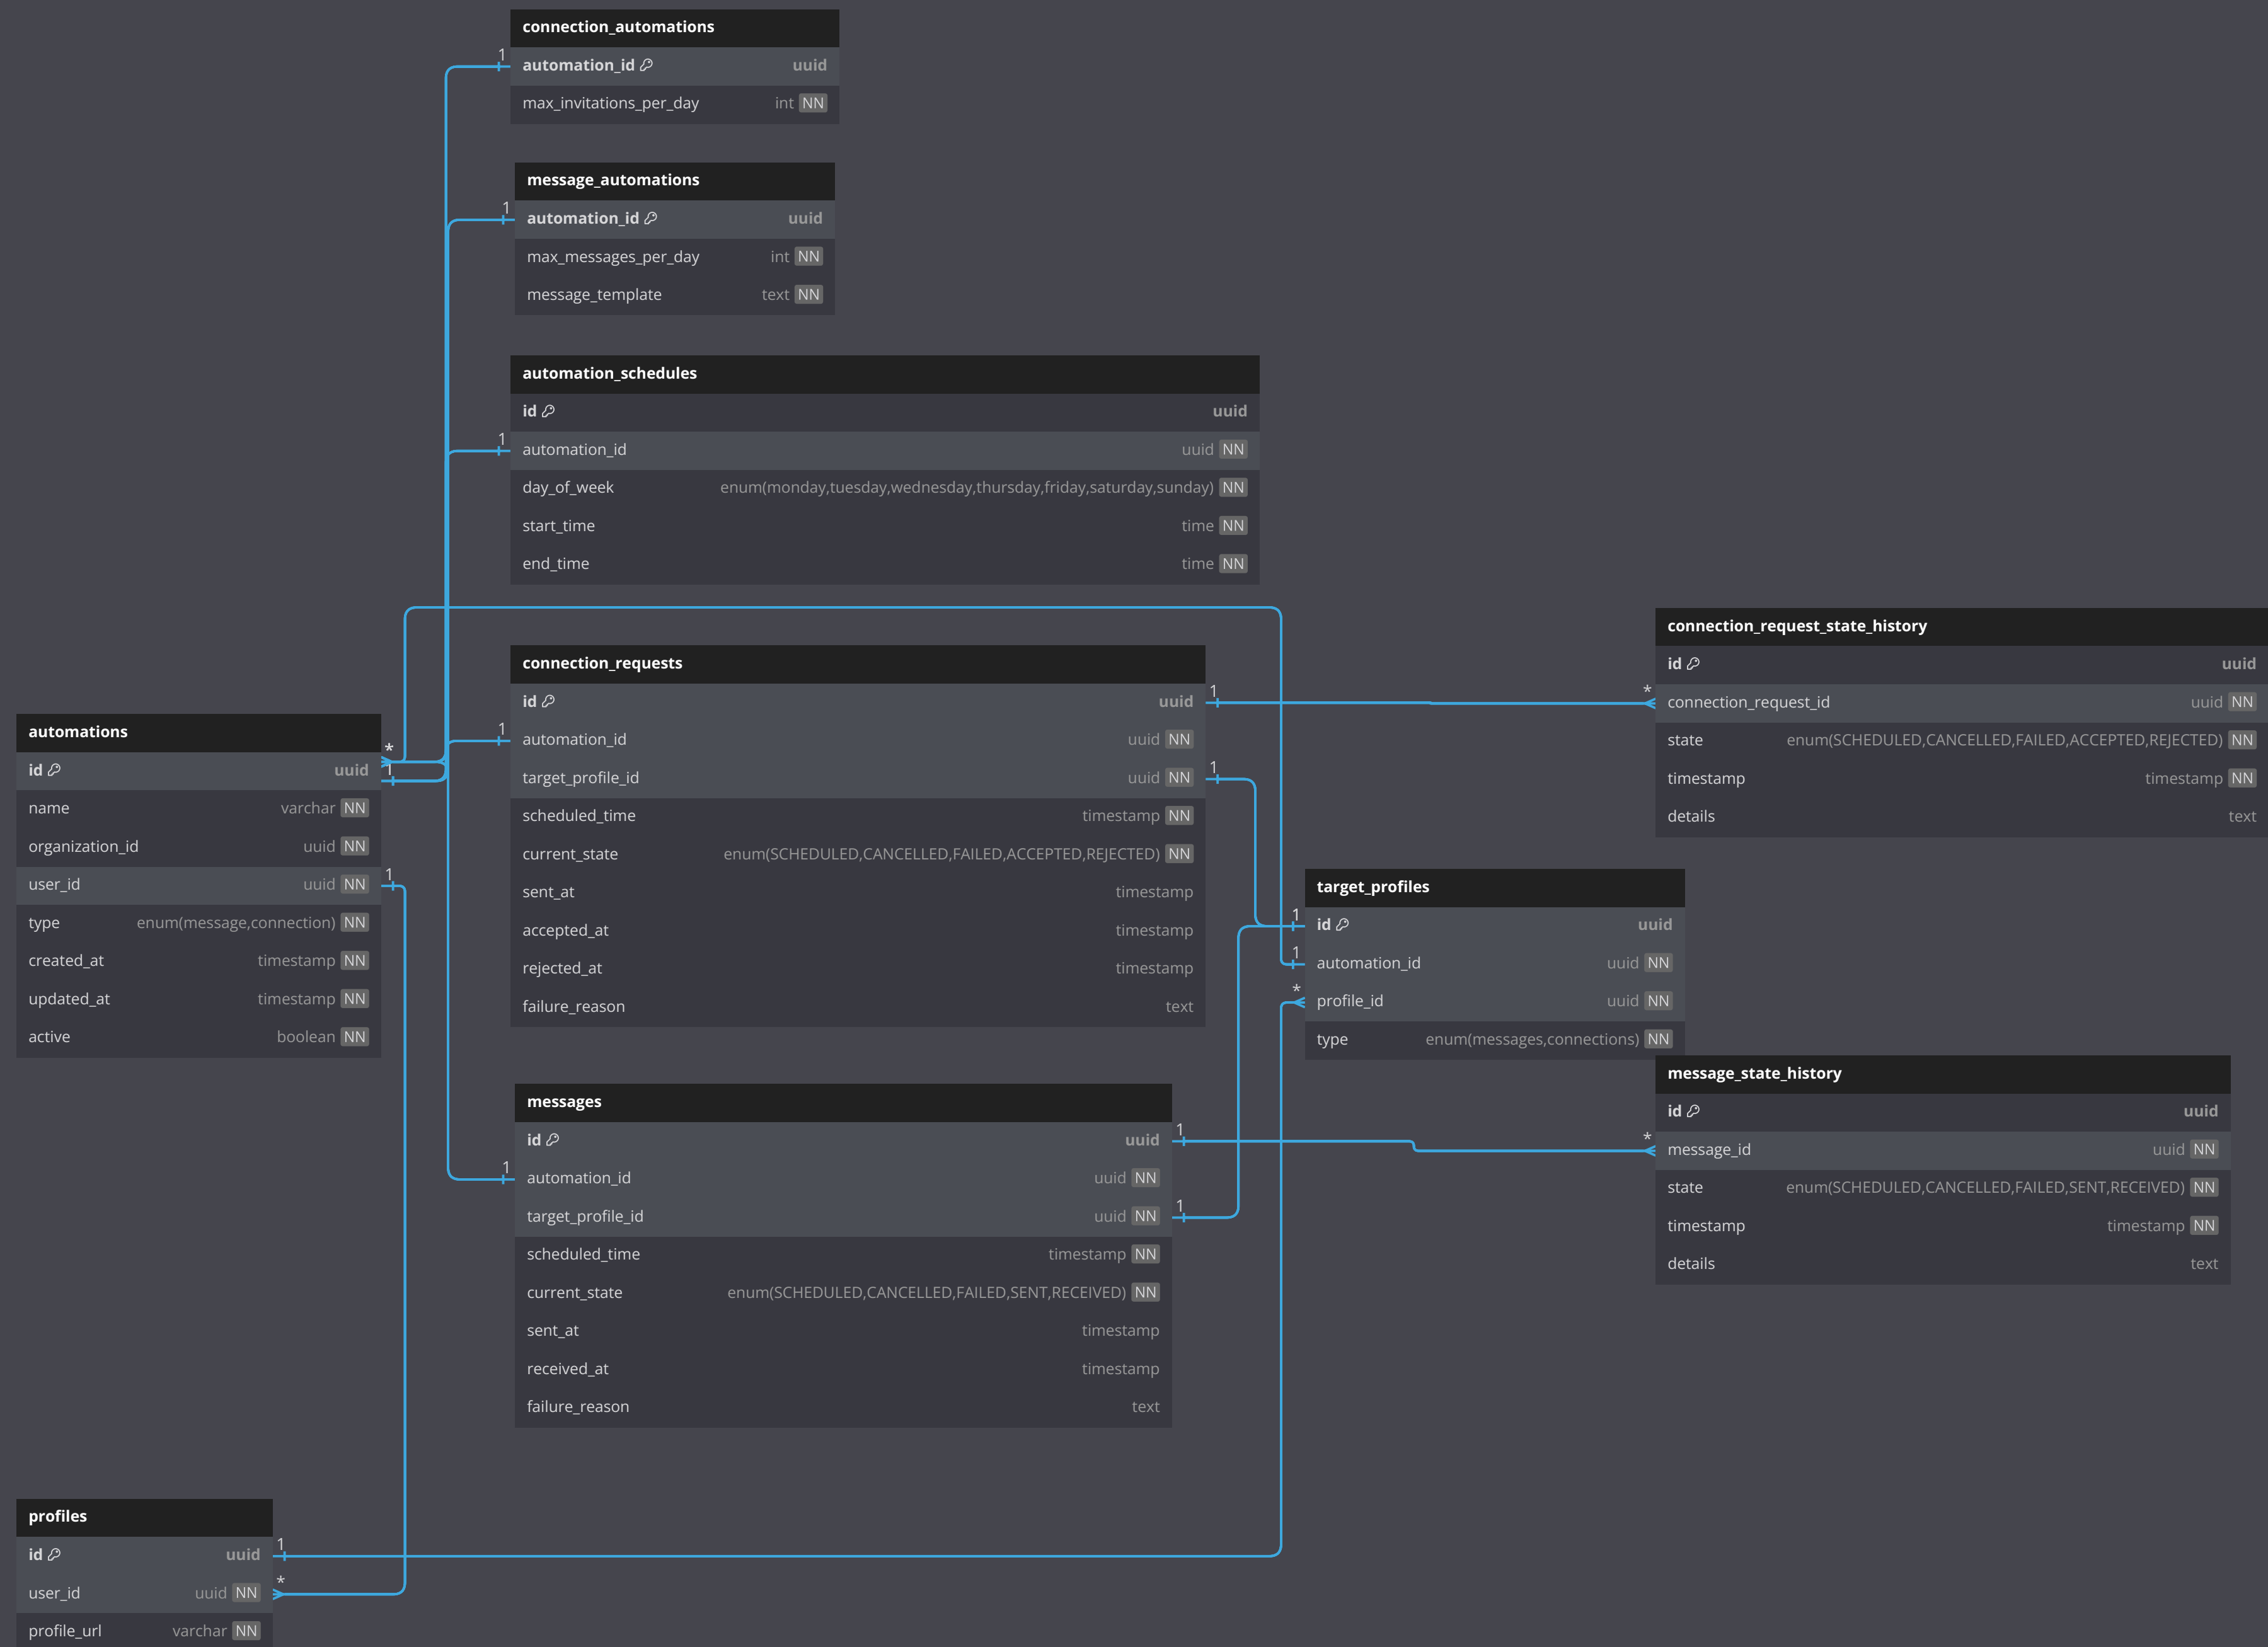 connection_automations
1
automation_id uuid
max_invitations_per_day int NN
message_automations
1
automation_id uuid
max_messages_per_day int NN
message_template text NN
automation_schedules
id uuid
1
automation_id uuid NN
day_of_week enum(monday,tuesday,wednesday,thursday,friday,saturday,sunday) NN
start_time time NN
end_time time NN
connection_requests
id uuid 1
1
automation_id uuid NN
target_profile_id uuid NN 1
scheduled_time timestamp NN
current_state enum(SCHEDULED,CANCELLED,FAILED,ACCEPTED,REJECTED) NN
sent_at timestamp
accepted_at timestamp
rejected_at timestamp
failure_reason text
connection_request_state_history
id uuid
*
connection_request_id uuid NN
state enum(SCHEDULED,CANCELLED,FAILED,ACCEPTED,REJECTED) NN
timestamp timestamp NN
details text
automations
*
id uuid 1
name varchar NN
organization_id uuid NN
user_id uuid NN 1
type enum(message,connection) NN
created_at timestamp NN
updated_at timestamp NN
active boolean NN
target_profiles
1
id uuid
1
automation_id uuid NN
*
profile_id uuid NN
type enum(messages,connections) NN
messages
id uuid 1
1
automation_id uuid NN
target_profile_id uuid NN 1
scheduled_time timestamp NN
current_state enum(SCHEDULED,CANCELLED,FAILED,SENT,RECEIVED) NN
sent_at timestamp
received_at timestamp
failure_reason text
message_state_history
id uuid
*
message_id uuid NN
state enum(SCHEDULED,CANCELLED,FAILED,SENT,RECEIVED) NN
timestamp timestamp NN
details text
profiles
id uuid 1
user_id uuid NN *
profile_url varchar NN